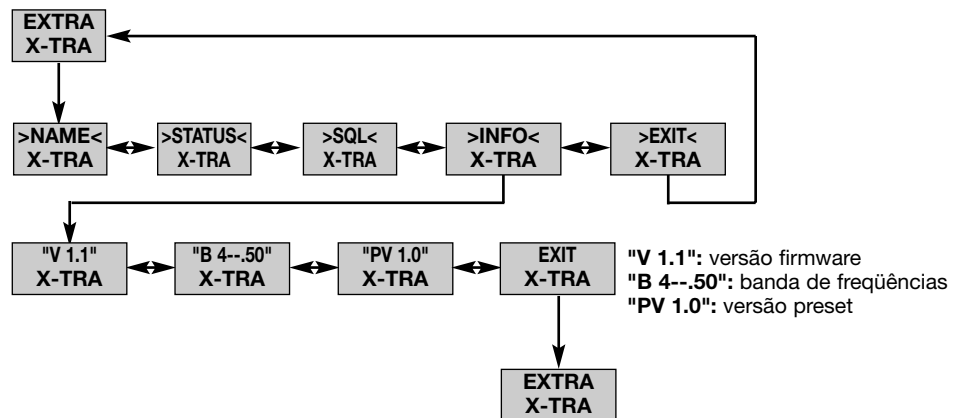 EXTRA
X-TRA
>NAME<
X-TRA
>STATUS<
X-TRA
>SQL<
X-TRA
>INFO<
X-TRA
>EXIT<
X-TRA
"V 1.1"
X-TRA
"B 4--.50"
X-TRA
"PV 1.0"
X-TRA
EXIT
X-TRA
"V 1.1": versão firmware
"B 4--.50": banda de freqüências
"PV 1.0": versão preset
EXTRA
X-TRA